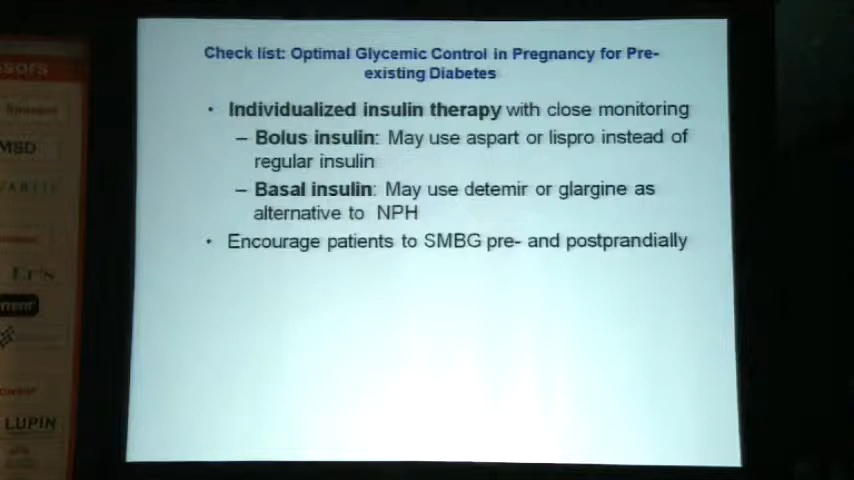 Check list: Optimal Glycemic Control in Pregnancy for Pre-
existing Diabetes
• Individualized insulin therapy with close monitoring
– Bolus insulin: May use aspart or lispro instead of
regular insulin
– Basal insulin: May use detemir or glargine as
alternative to NPH
• Encourage patients to SMBG pre- and postprandially
MSD
LUPIN